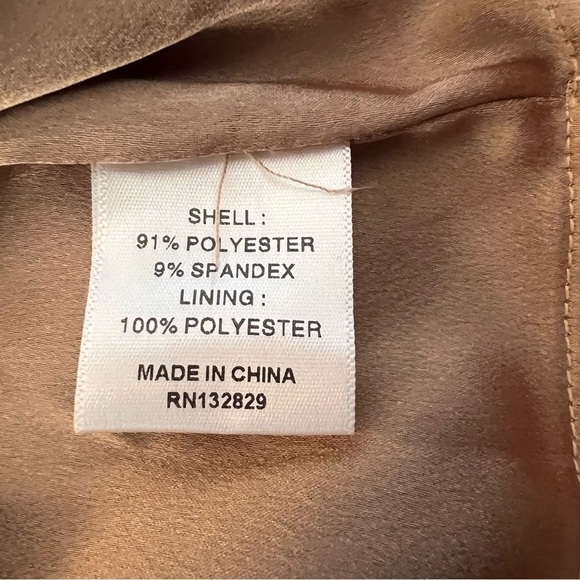 SHELL :
91% POLYESTER
9% SPANDEX
LINING :
100% POLYESTER
MADE IN CHINA
RN132829